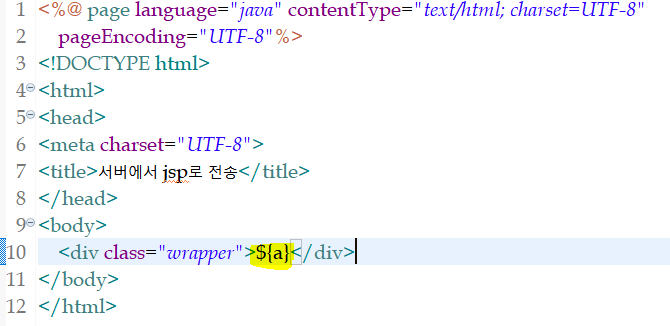 1 <%@ page language="java" contentType="text/html; charset=UTF-8"
2 pageEncoding="UTF-8"%>
3 <!DOCTYPE html>
4 <html>
5 <head>
6 <meta charset="UTF-8">
7 <title>서버에서 jsp로 전송</title>
8 </head>
9 <body>
10 <div class="wrapper">${a}</div>
11 </body>
12 </html>